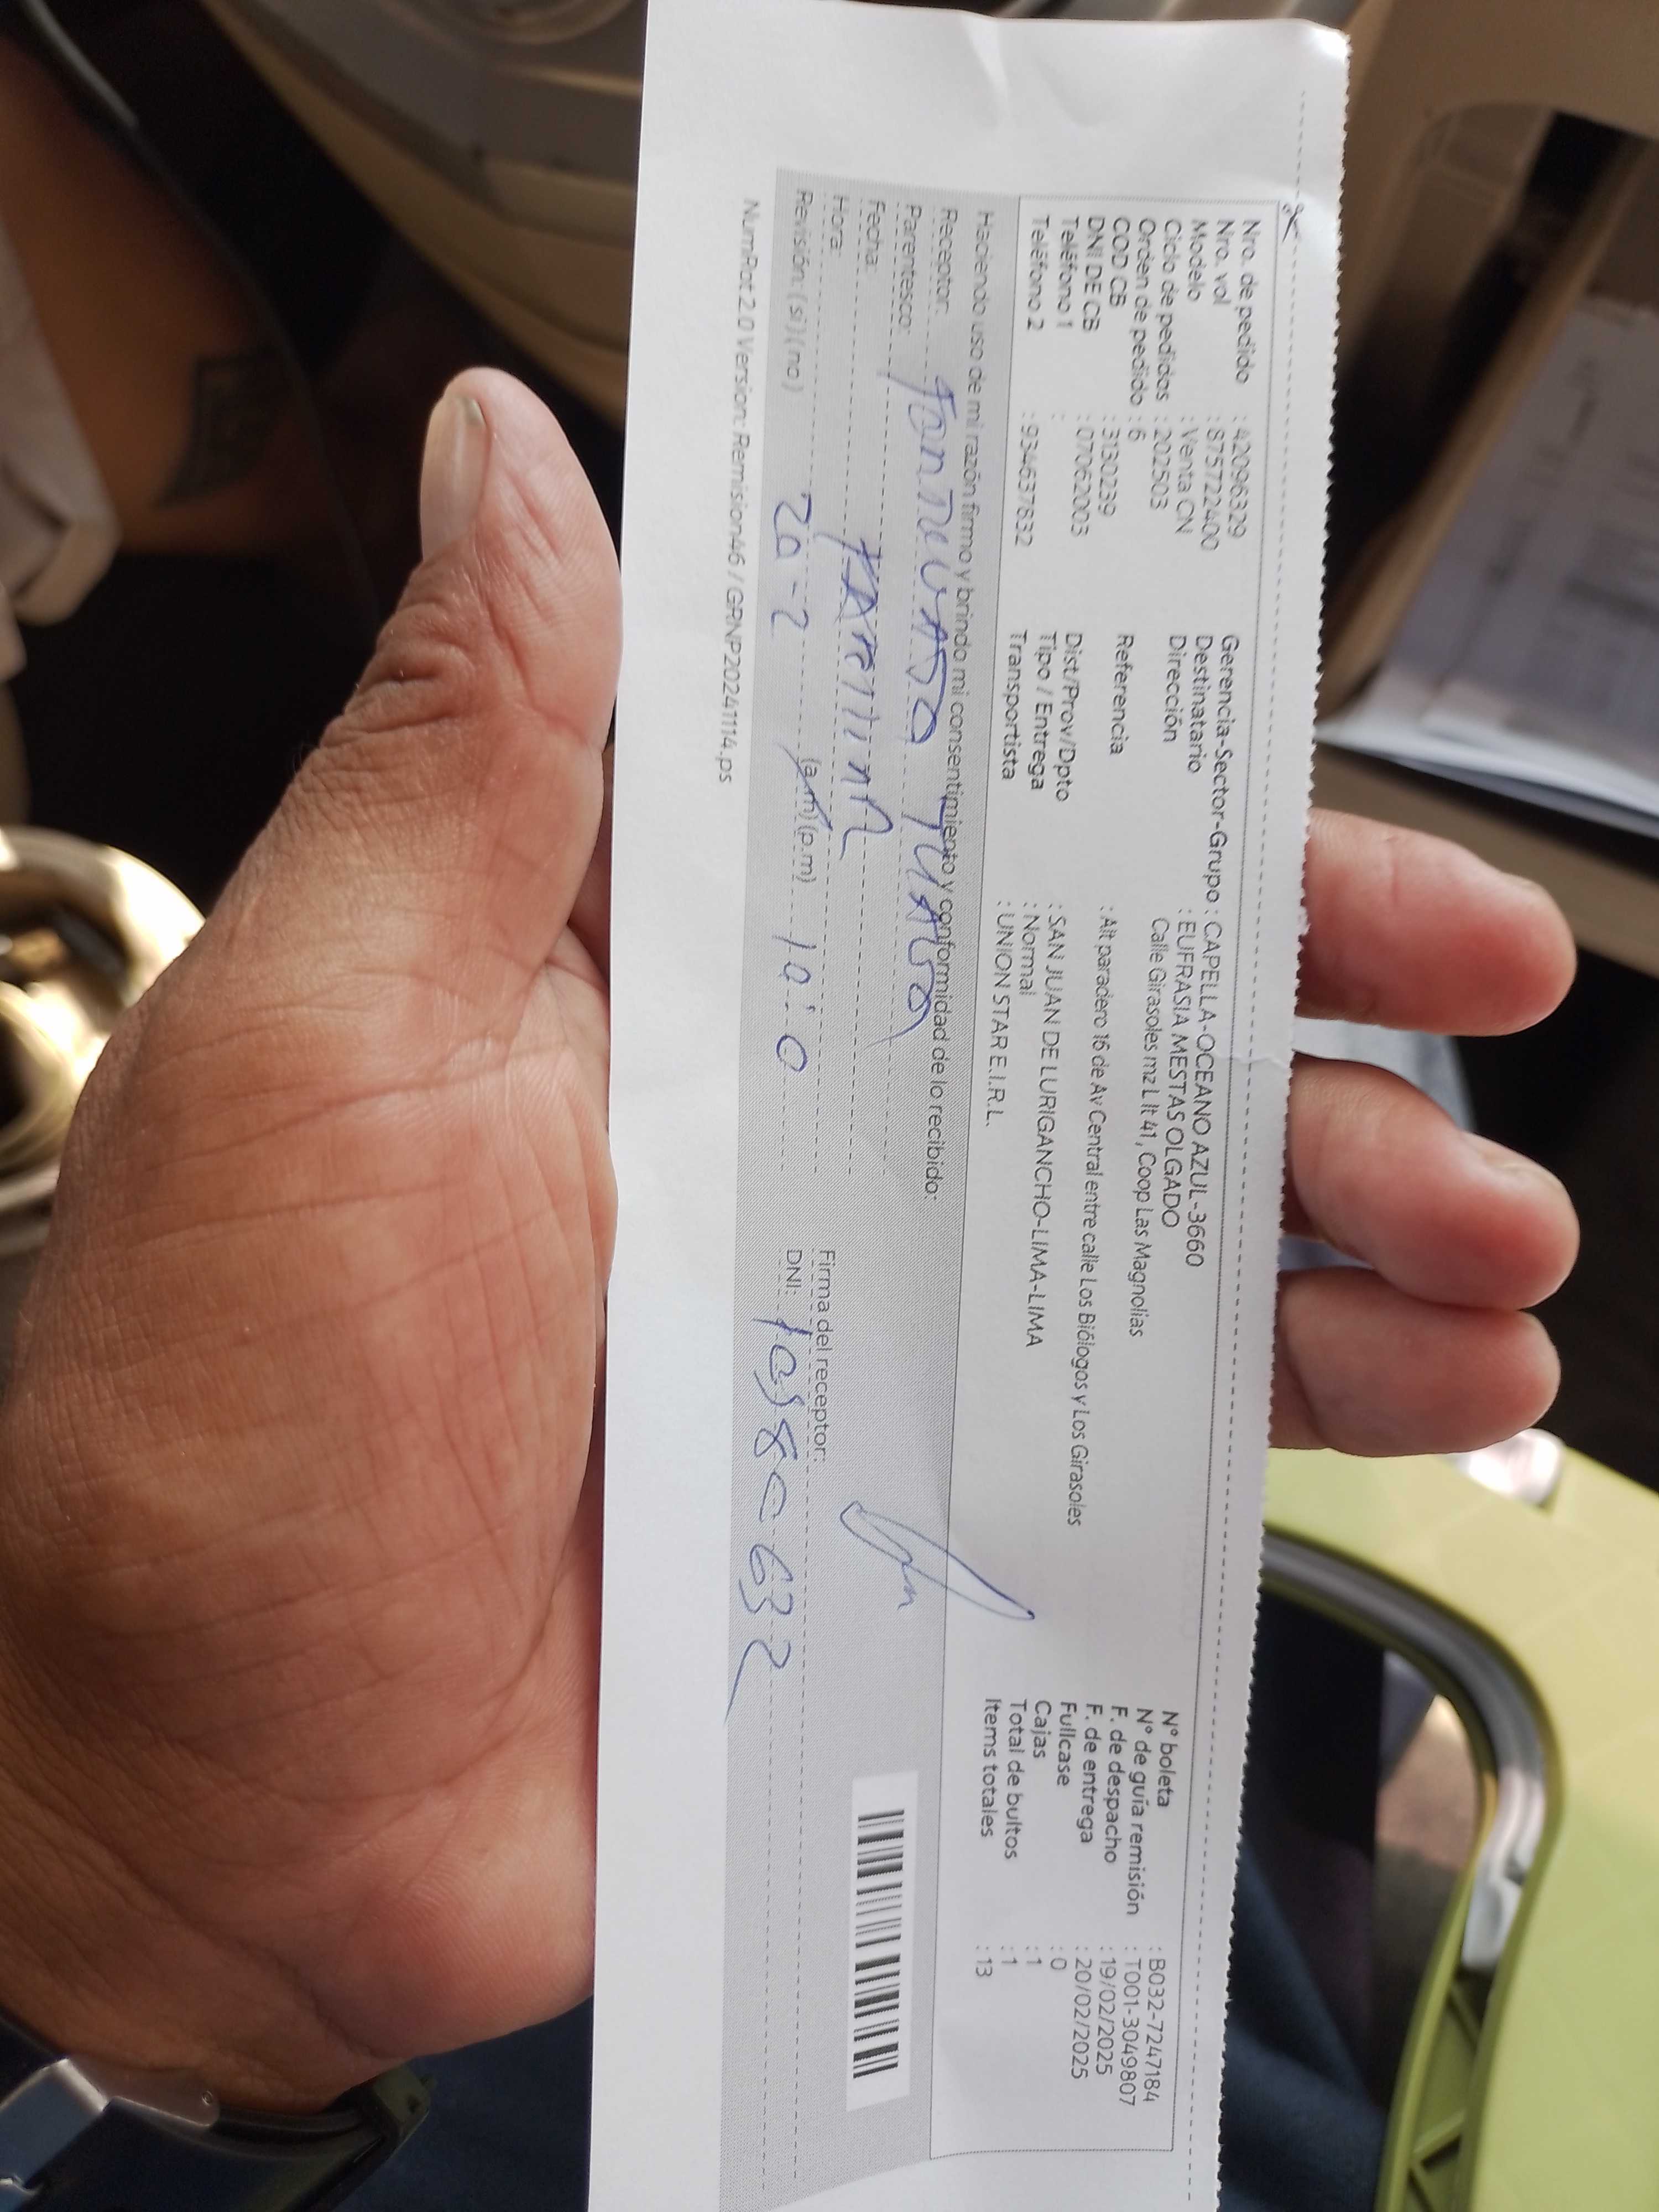 Nro. de pedido : 42096329
Nro. vol : 875722400
Modelo : Venta CN
Ciclo de pedidos : 202503
Orden de pedido : 6
COD CB : 3130239
DNI DE CB : 07062003
Teléfono 1 :
Teléfono 2 : 934637832
Gerencia-Sector-Grupo : CAPELLA-OCEANO AZUL-3660
Destinatario : EUFRASIA MESTAS OLGADO
Dirección Calle Girasoles mz L lt 41, Coop Las Magnolias
Referencia : Alt paradero 16 de Av Central entre calle Los Biólogos y Los Girasoles
Dist/Prov/Dpto : SAN JUAN DE LURIGANCHO-LIMA-LIMA
Tipo / Entrega : Normal
Transportista : UNION STAR E.I.R.L.
N° boleta : B032-7247184
N° de guía remisión : T001-3049807
F. de despacho : 19/02/2025
F. de entrega : 20/02/2025
Fullcase : 0
Cajas : 1
Total de bultos : 1
Items totales : 13
Haciendo uso de mi razón firmo y brindo mi consentimiento y conformidad de lo recibido:
Receptor:
Parentesco:
Fecha:
Hora: 20-2 (a.m) (p.m) 10:0
Revisión: (si) (no)
Firma del receptor:
DNI: 632
NumPat 2.0 Version: RemisionA6 / GRNP20241114.ps